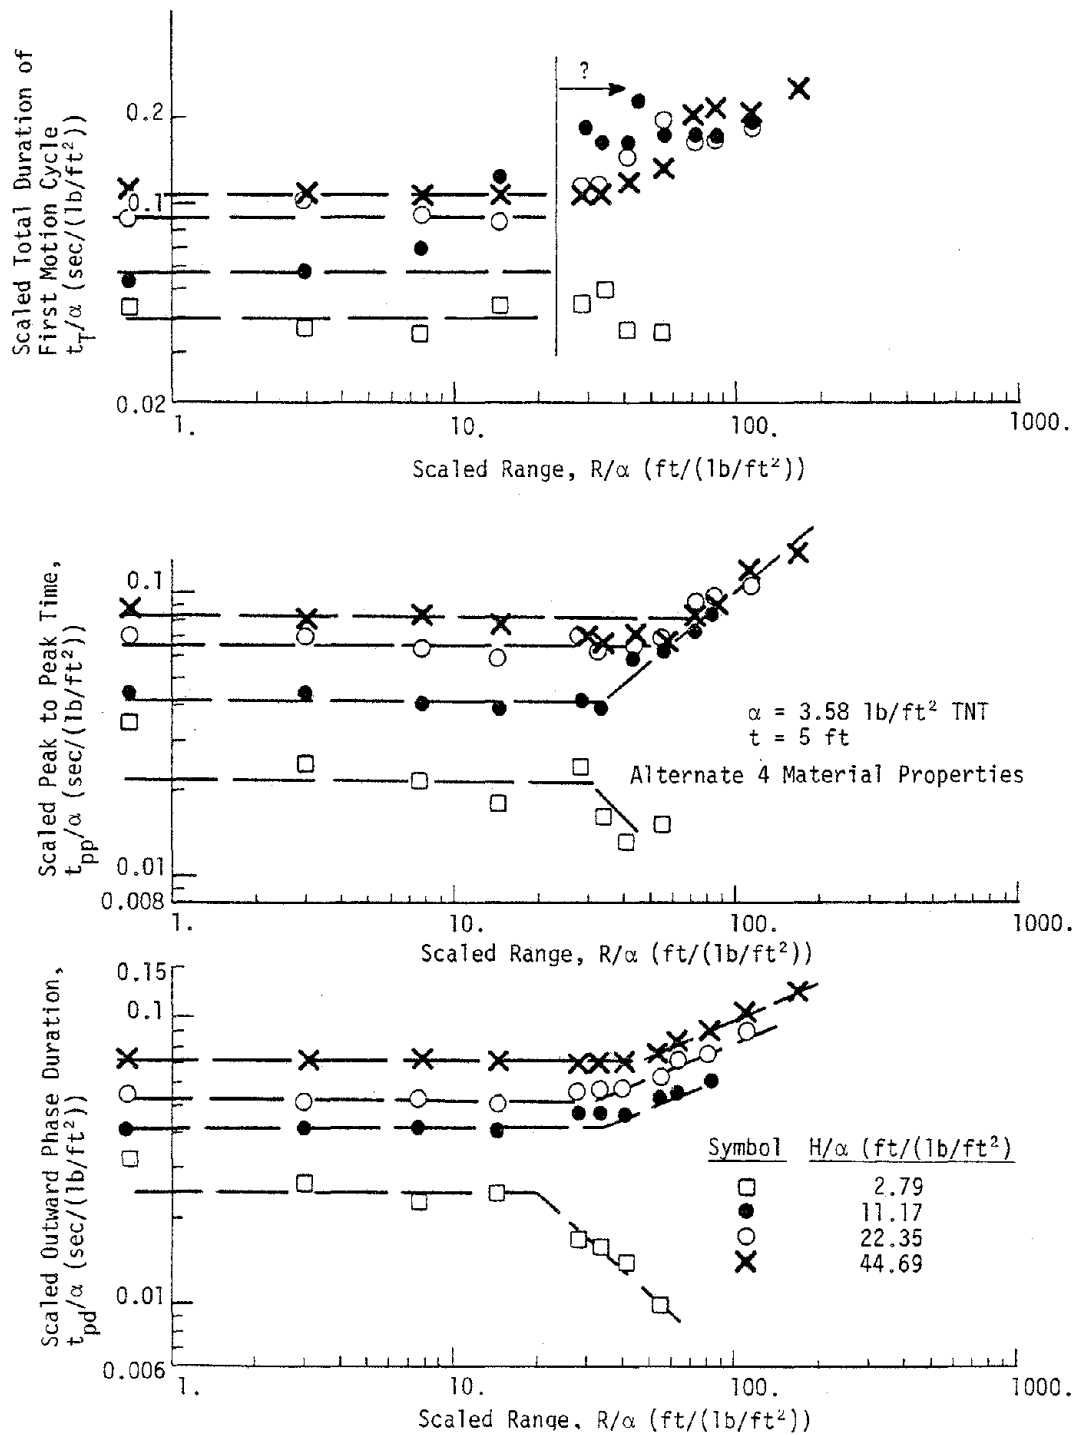 Scaled Total Duration of
First Motion Cycle
t_T/α (sec/(lb/ft²))
?
0.2
0.1
0.02
1.
10.
100.
1000.
Scaled Range, R/α (ft/(lb/ft²))
Scaled Peak to Peak Time,
t_pp/α (sec/(lb/ft²))
0.1
α = 3.58 lb/ft² TNT
t = 5 ft
Alternate 4 Material Properties
0.01
0.008
1.
10.
100.
1000.
Scaled Range, R/α (ft/(lb/ft²))
Scaled Outward Phase Duration,
t_pd/α (sec/(lb/ft²))
0.15
0.1
Symbol H/α (ft/(lb/ft²)
2.79
11.17
22.35
44.69
0.01
0.006
1.
10.
100.
1000.
Scaled Range, R/α (ft/(lb/ft²))